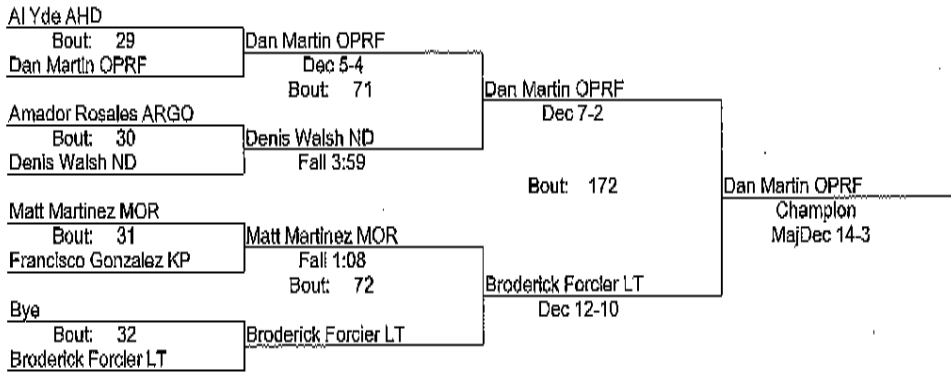 Al Yde AHD
Bout: 29
Dan Martin OPRF
Dan Martin OPRF
Dec 5-4
Bout: 71
Dan Martin OPRF
Dec 7-2
Amador Rosales ARGO
Bout: 30
Denis Walsh ND
Denis Walsh ND
Fall 3:59
Bout: 172
Dan Martin OPRF
Champion
MajDec 14-3
Matt Martinez MOR
Bout: 31
Francisco Gonzalez KP
Matt Martinez MOR
Fall 1:08
Bout: 72
Broderick Forcier LT
Dec 12-10
Bye
Bout: 32
Broderick Forcier LT
Broderick Forcier LT